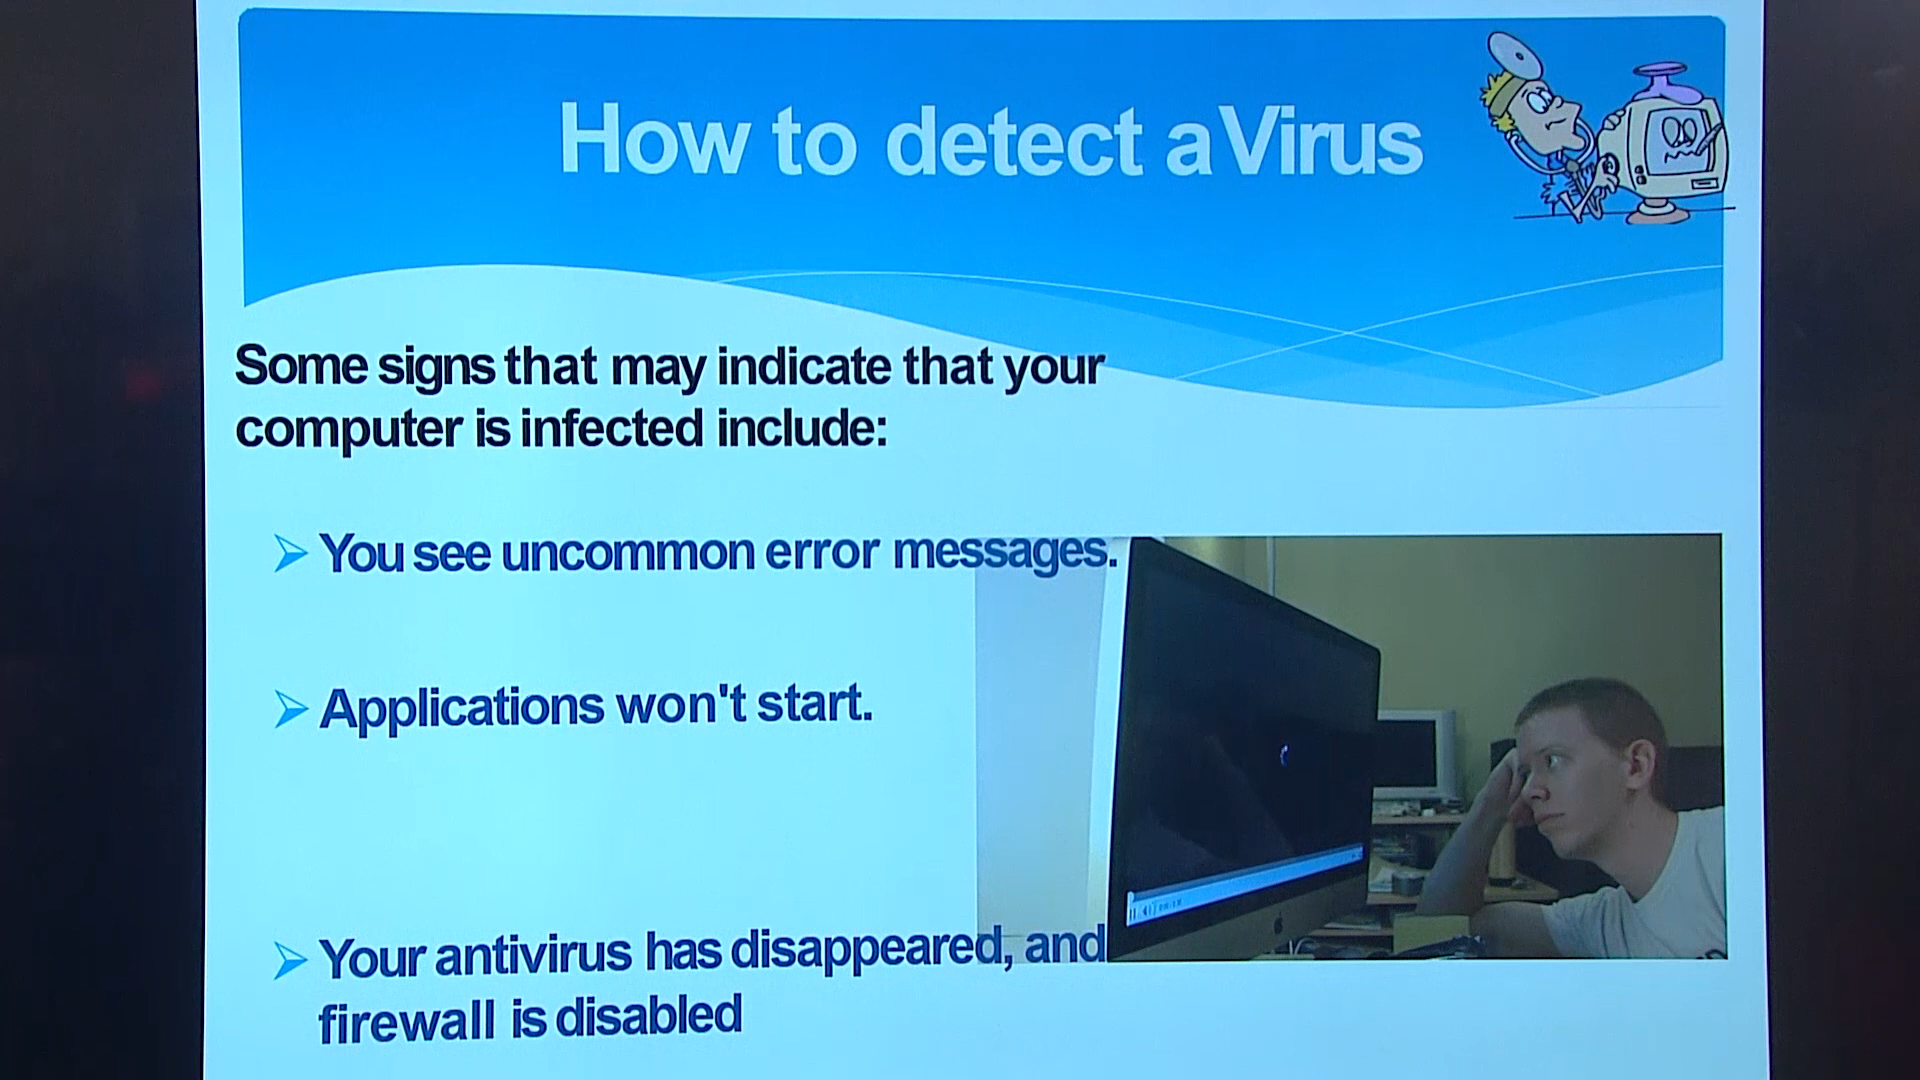 How to detect a Virus
Some signs that may indicate that your
computer is infected include:
You see uncommon error messages.
Applications won't start.
Your antivirus has disappeared, and
firewall is disabled